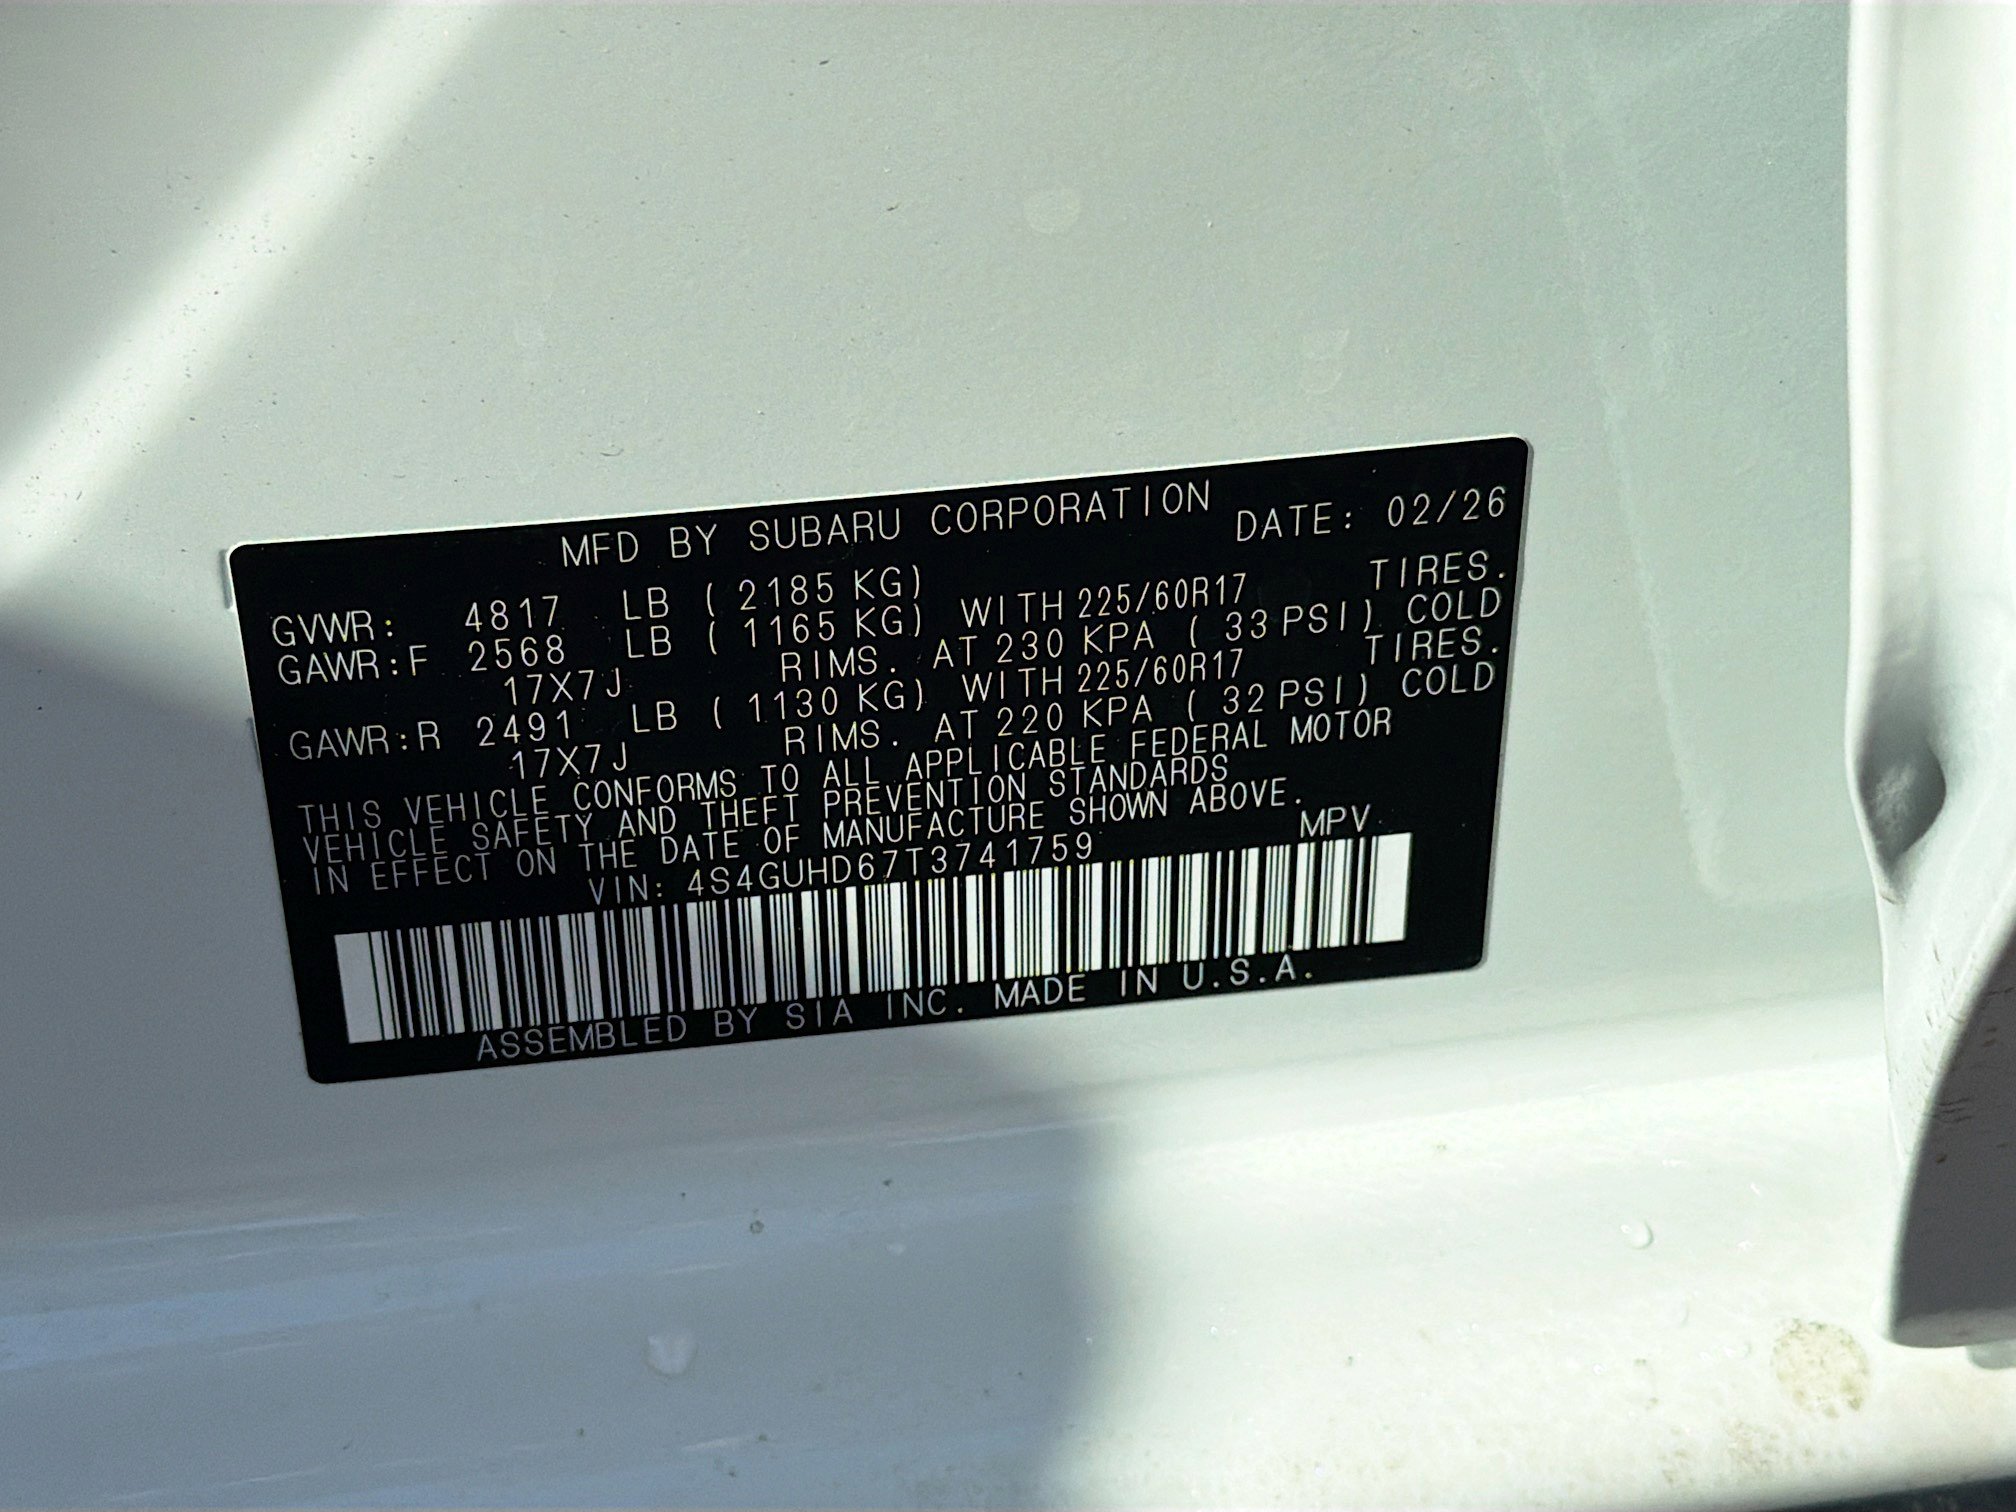 MFD BY SUBARU CORPORATION DATE: 02/26
GVWR: 4817 LB ( 2185 KG)
GAWR:F 2568 LB ( 1165 KG) WITH 225/60R17 TIRES.
17X7J RIMS. AT 230 KPA ( 33 PSI) COLD
GAWR:R 2491 LB ( 1130 KG) WITH 225/60R17 TIRES.
17X7J RIMS. AT 220 KPA ( 32 PSI) COLD
THIS VEHICLE CONFORMS TO ALL APPLICABLE FEDERAL MOTOR
VEHICLE SAFETY AND THEFT PREVENTION STANDARDS
IN EFFECT ON THE DATE OF MANUFACTURE SHOWN ABOVE.
VIN: 4S4GUHD67T3741759 MPV
ASSEMBLED BY SIA INC. MADE IN U.S.A.